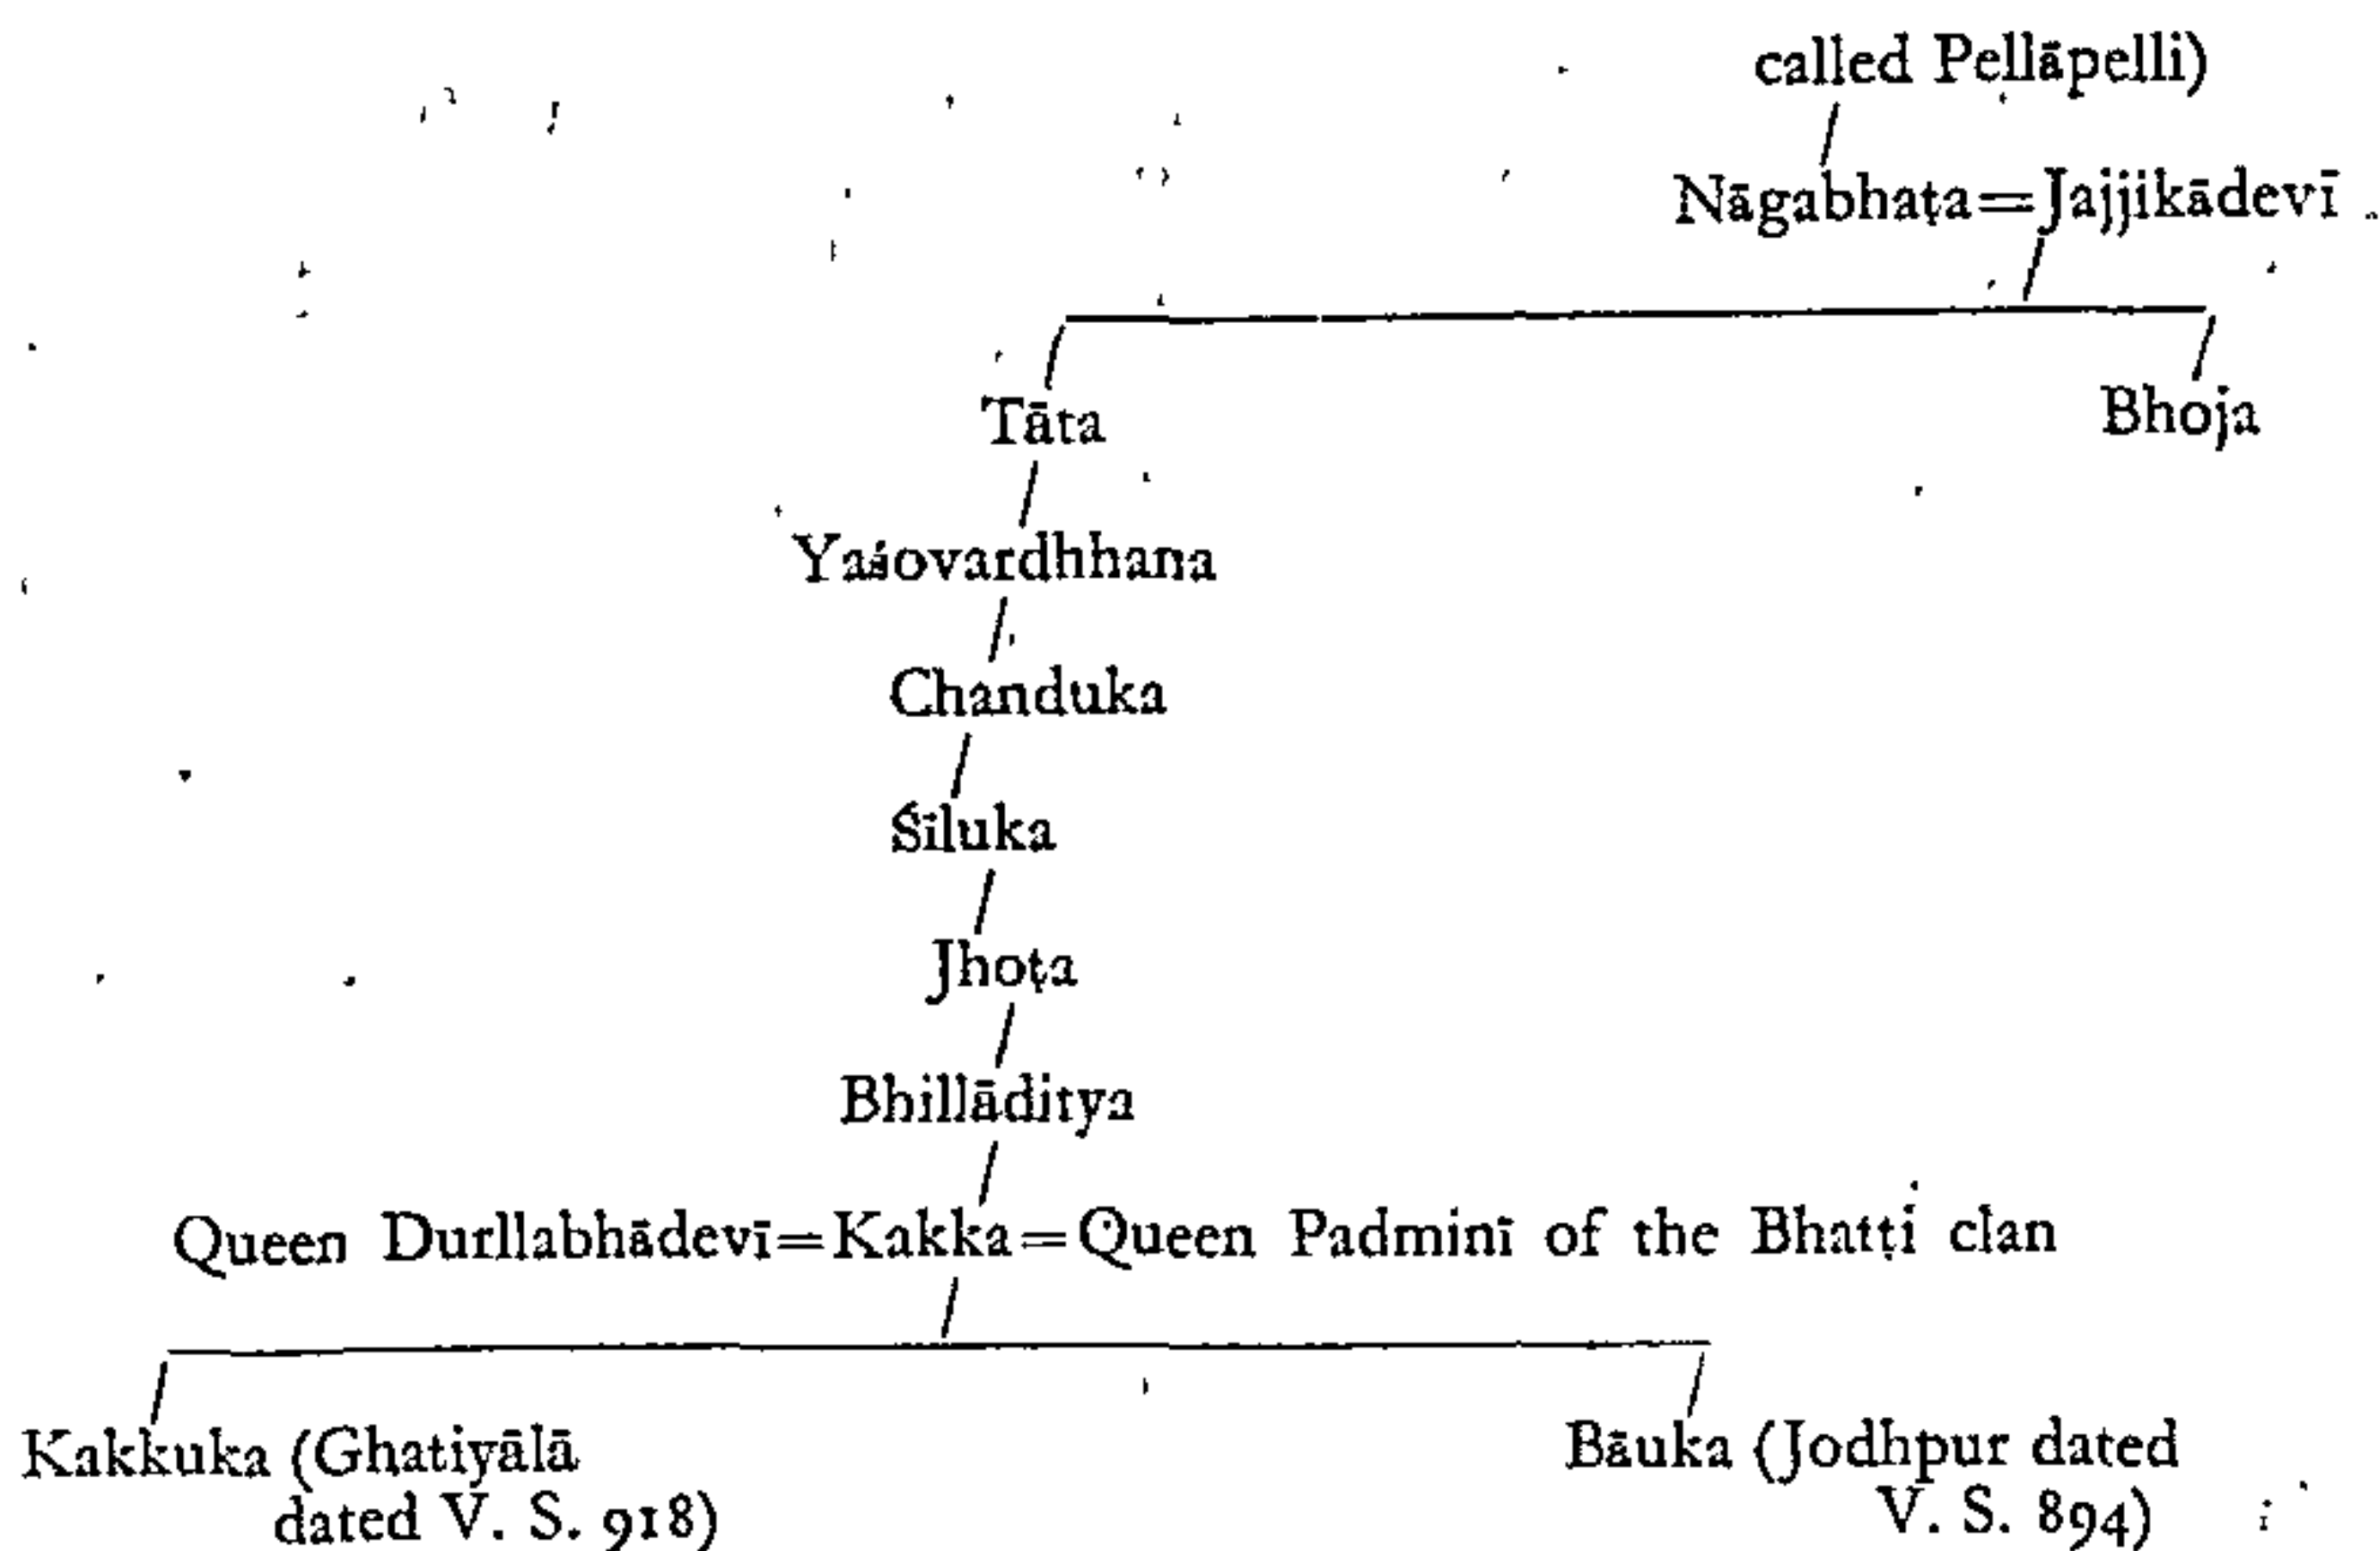 called Pellāpelli)
Nāgabhaṭa=Jajjikādevī
Tāta
Bhoja
Yaśovardhhana
Chanduka
Śīluka
Jhoṭa
Bhillāditya
Queen Durllabhādevī=Kakka=Queen Padminī of the Bhaṭṭi clan
Kakkuka (Ghatiyālā
dated V. S. 918)
Bāuka (Jodhpur dated
V. S. 894)